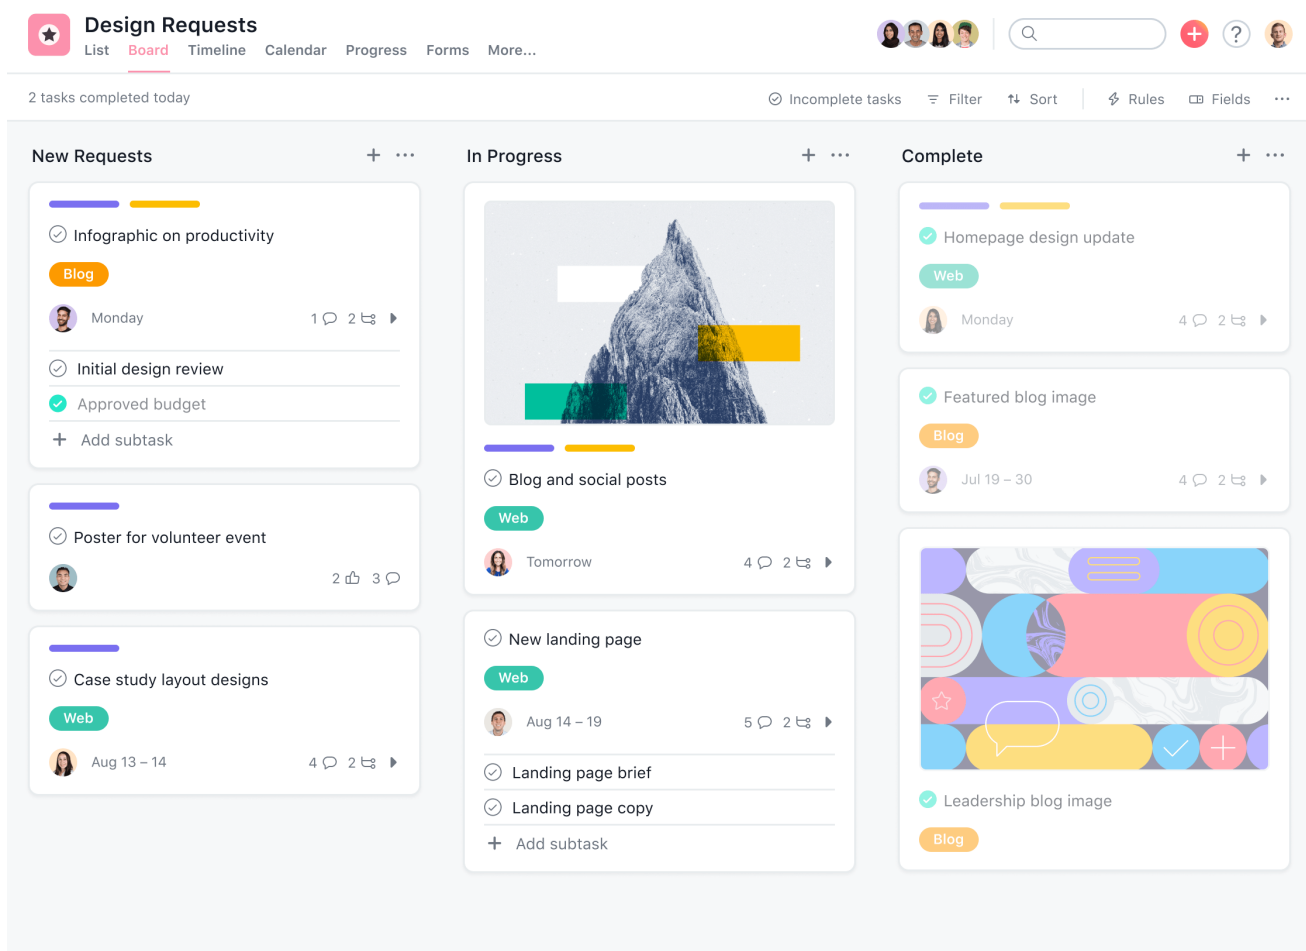 Design Requests
List Board Timeline Calendar Progress Forms More...
2 tasks completed today
Incomplete tasks Filter Sort Rules Fields
New Requests
Infographic on productivity
Blog
Monday 1 2
Initial design review
Approved budget
Add subtask
Poster for volunteer event
2 3
Case study layout designs
Web
Aug 13 – 14 4 2
In Progress
Blog and social posts
Web
Tomorrow 4 2
New landing page
Web
Aug 14 – 19 5 2
Landing page brief
Landing page copy
Add subtask
Complete
Homepage design update
Web
Monday 4 2
Featured blog image
Blog
Jul 19 – 30 4 2
Leadership blog image
Blog